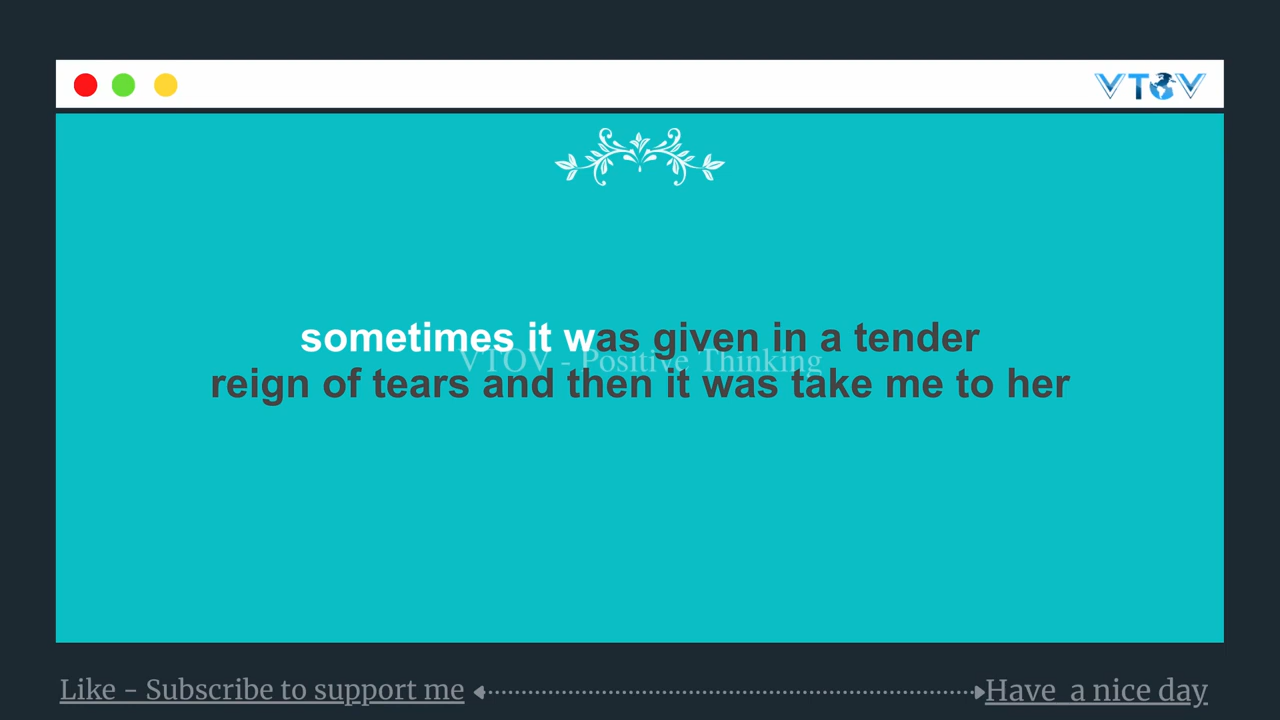 VTOV
sometimes it was given in a tender
VTOV - Positive Thinking
reign of tears and then it was take me to her
Like - Subscribe to support me
Have a nice day